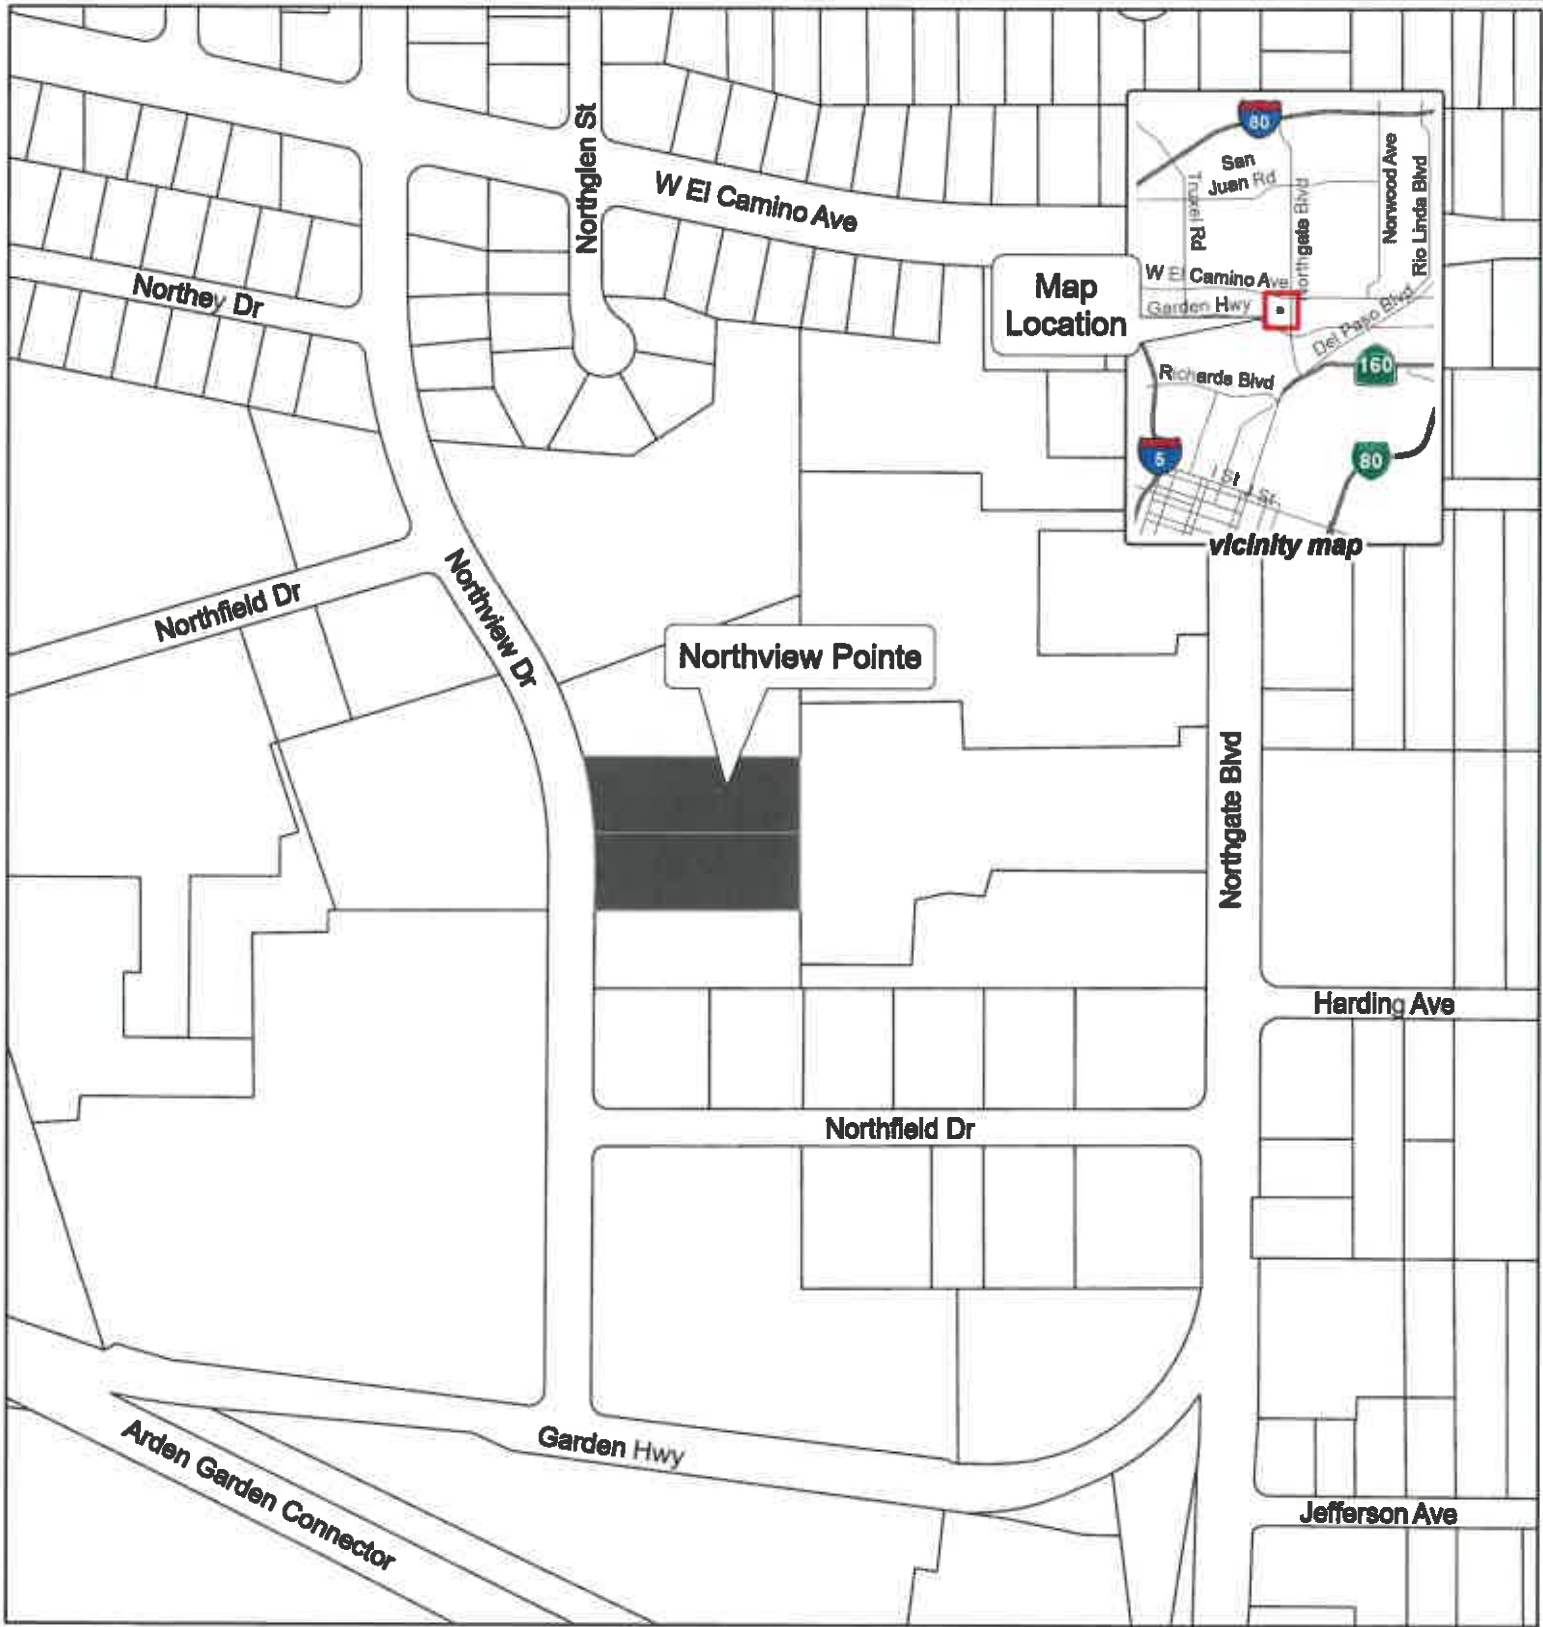 Northglen St
W El Camino Ave
Northey Dr
Northfield Dr
Northview Dr
Northview Pointe
Northgate Blvd
Harding Ave
Northfield Dr
Garden Hwy
Arden Garden Connector
Jefferson Ave
Map
Location
80
San
Juan Rd
Truxel Rd
Northgate Blvd
Norwood Ave
Rio Linda Blvd
W El Camino Ave
Garden Hwy
Del Paso Blvd
160
Richards Blvd
5
80
I St
J St
vicinity map